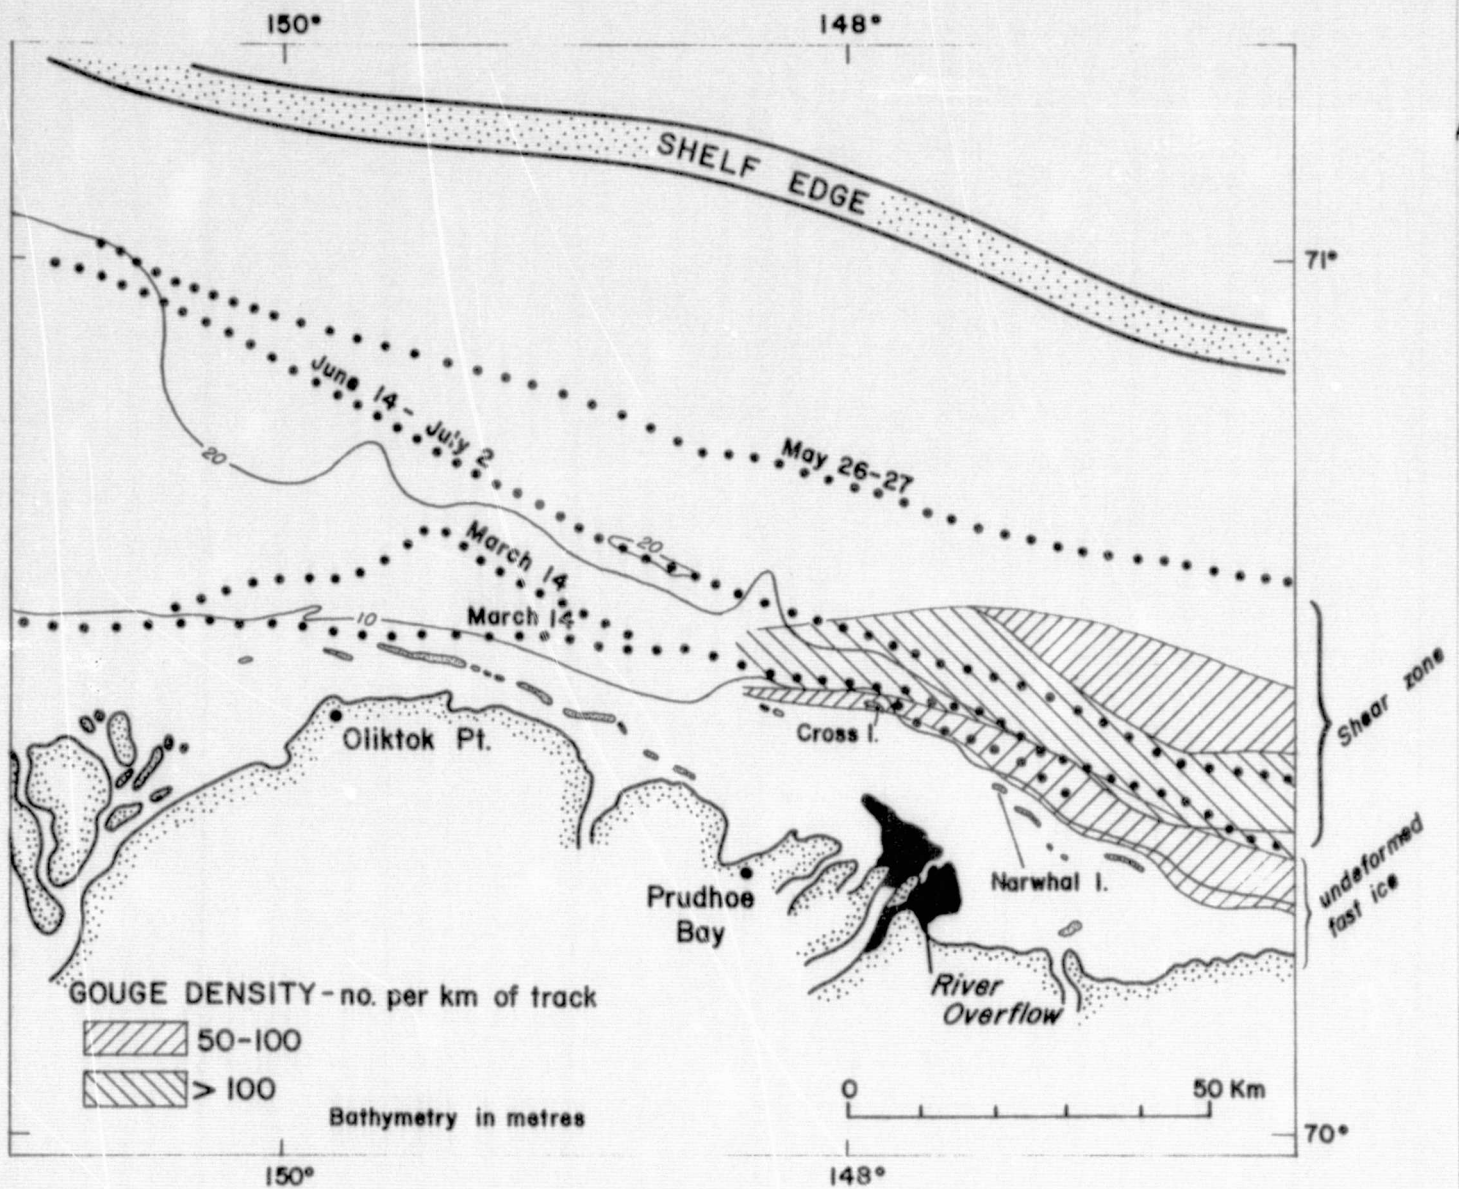 150° 148°
SHELF EDGE
71°
June 14 - July 2
May 26-27
20
20
March 14
March 14
10
Cross I.
Shear zone
Oliktok Pt.
Narwhal I.
undeformed
fast ice
Prudhoe
Bay
River
Overflow
GOUGE DENSITY - no. per km of track
50-100
> 100
Bathymetry in metres
0 50 Km
70°
150° 148°